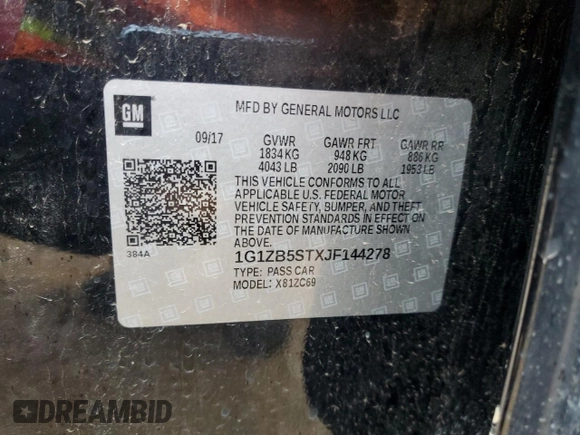 GM
MFD BY GENERAL MOTORS LLC
09/17 GVWR GAWR FRT GAWR RR
1834 KG 948 KG 886 KG
4043 LB 2090 LB 1953 LB
THIS VEHICLE CONFORMS TO ALL
APPLICABLE U.S. FEDERAL MOTOR
VEHICLE SAFETY, BUMPER, AND THEFT
PREVENTION STANDARDS IN EFFECT ON
THE DATE OF MANUFACTURE SHOWN
ABOVE.
384A
1G1ZB5STXJF144278
TYPE: PASS CAR
MODEL: X81ZC69
DREAMBID